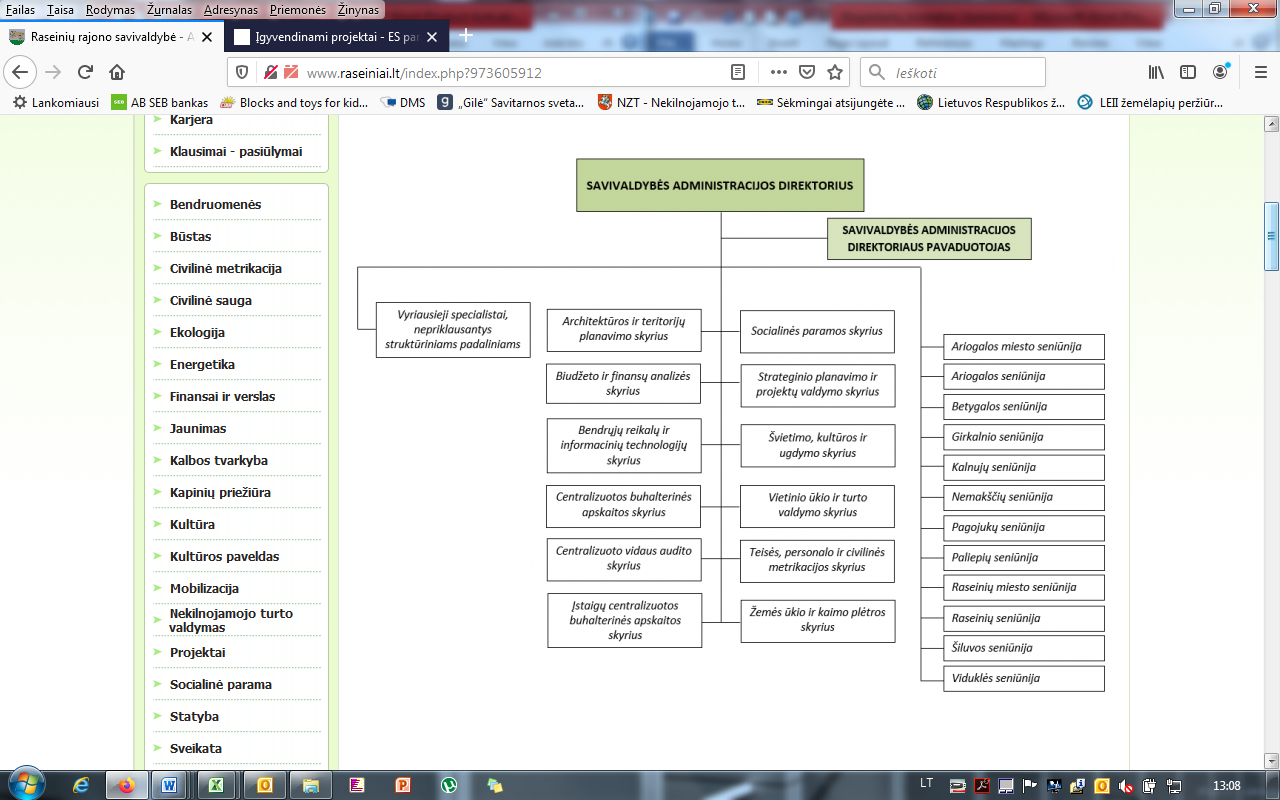 Failas Taisa Rodymas Žurnalas Adresynas Priemonės Žinynas
Raseinių rajono savivaldybė - A
Įgyvendinami projektai - ES par
www.raseiniai.lt/index.php?973605912
Ieškoti
Lankomiausi
AB SEB bankas
Blocks and toys for kid...
DMS
„Gilė“ Savitarnos sveta...
NZT - Nekilnojamojo t...
Sėkmingai atsijungėte ...
Lietuvos Respublikos ž...
LEII žemėlapių peržiūr...
Karjera
Klausimai - pasiūlymai
Bendruomenės
Būstas
Civilinė metrikacija
Civilinė sauga
Ekologija
Energetika
Finansai ir verslas
Jaunimas
Kalbos tvarkyba
Kapinių priežiūra
Kultūra
Kultūros paveldas
Mobilizacija
Nekilnojamojo turto
valdymas
Projektai
Socialinė parama
Statyba
Sveikata
SAVIVALDYBĖS ADMINISTRACIJOS DIREKTORIUS
SAVIVALDYBĖS ADMINISTRACIJOS
DIREKTORIAUS PAVADUOTOJAS
Vyriausieji specialistai,
nepriklausantys
struktūriniams padaliniams
Architektūros ir teritorijų
planavimo skyrius
Biudžeto ir finansų analizės
skyrius
Bendrųjų reikalų ir
informacinių technologijų
skyrius
Centralizuotos buhalterinės
apskaitos skyrius
Centralizuoto vidaus audito
skyrius
Įstaigų centralizuotos
buhalterinės apskaitos
skyrius
Socialinės paramos skyrius
Strateginio planavimo ir
projektų valdymo skyrius
Švietimo, kultūros ir
ugdymo skyrius
Vietinio ūkio ir turto
valdymo skyrius
Teisės, personalo ir civilinės
metrikacijos skyrius
Žemės ūkio ir kaimo plėtros
skyrius
Ariogalos miesto seniūnija
Ariogalos seniūnija
Betygalos seniūnija
Girkalnio seniūnija
Kalnujų seniūnija
Nemakščių seniūnija
Pagojukų seniūnija
Paliepių seniūnija
Raseinių miesto seniūnija
Raseinių seniūnija
Šiluvos seniūnija
Viduklės seniūnija
LT
13:08